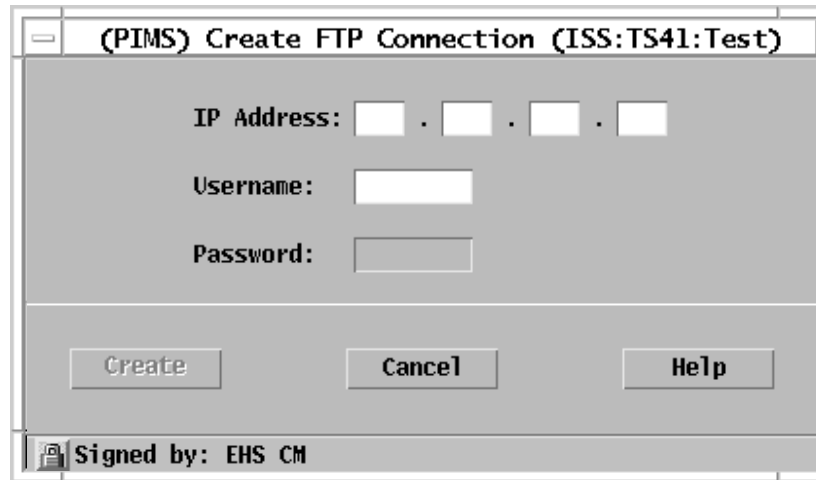 (PIMS) Create FTP Connection (ISS:TS41:Test)
IP Address: . . .
Username:
Password:
Create Cancel Help
Signed by: EHS CM